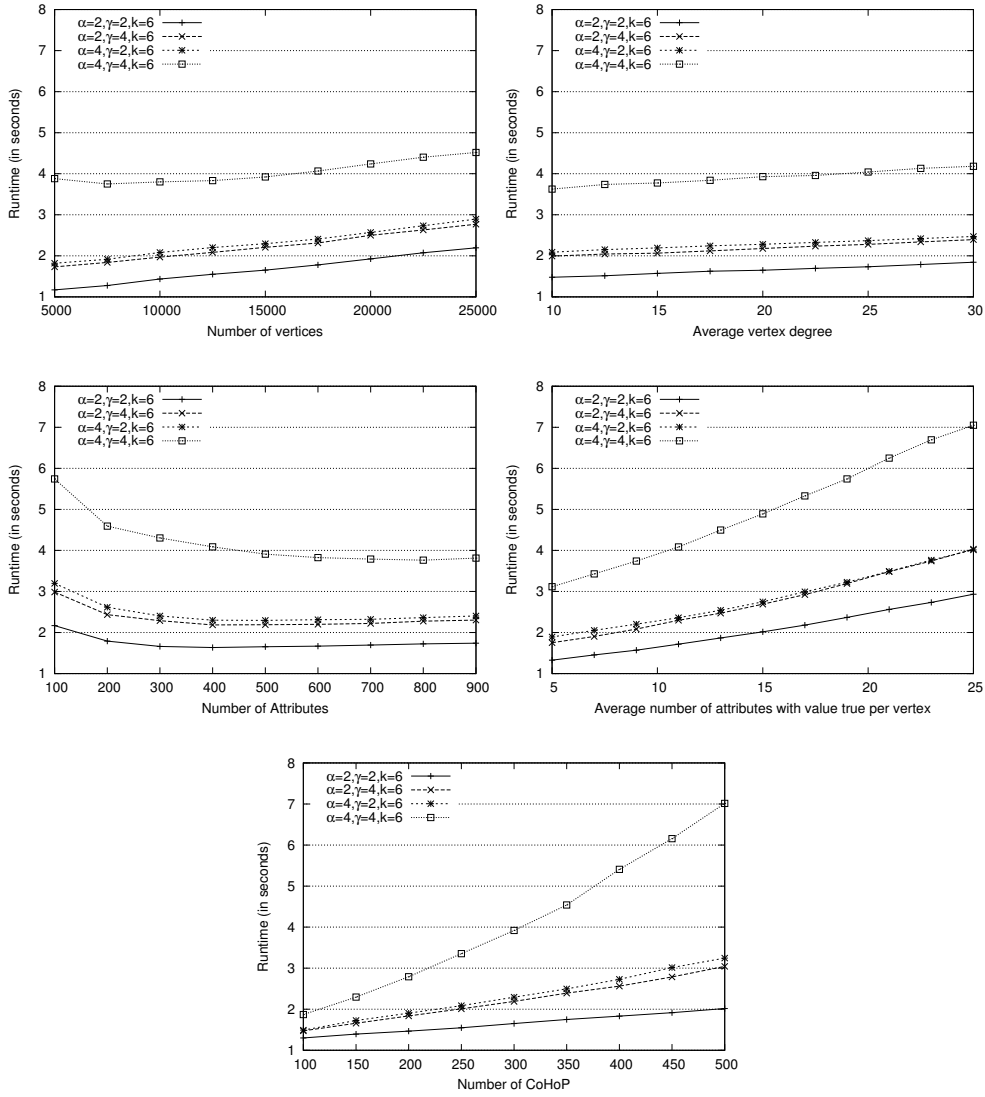 8
7
6
5
4
3
2
1
Runtime (in seconds)
α=2,γ=2,k=6
α=2,γ=4,k=6
α=4,γ=2,k=6
α=4,γ=4,k=6
5000 10000 15000 20000 25000
Number of vertices
8
7
6
5
4
3
2
1
Runtime (in seconds)
α=2,γ=2,k=6
α=2,γ=4,k=6
α=4,γ=2,k=6
α=4,γ=4,k=6
10 15 20 25 30
Average vertex degree
8
7
6
5
4
3
2
1
Runtime (in seconds)
α=2,γ=2,k=6
α=2,γ=4,k=6
α=4,γ=2,k=6
α=4,γ=4,k=6
100 200 300 400 500 600 700 800 900
Number of Attributes
8
7
6
5
4
3
2
1
Runtime (in seconds)
α=2,γ=2,k=6
α=2,γ=4,k=6
α=4,γ=2,k=6
α=4,γ=4,k=6
5 10 15 20 25
Average number of attributes with value true per vertex
8
7
6
5
4
3
2
1
Runtime (in seconds)
α=2,γ=2,k=6
α=2,γ=4,k=6
α=4,γ=2,k=6
α=4,γ=4,k=6
100 150 200 250 300 350 400 450 500
Number of CoHoP